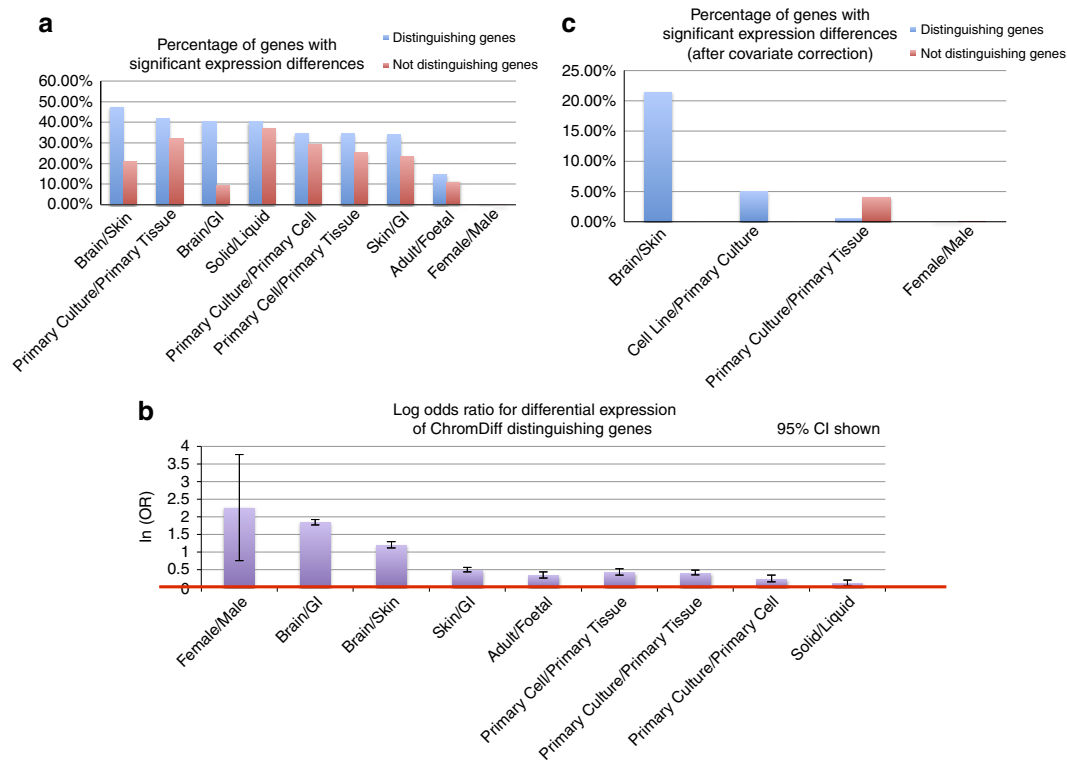 a
Percentage of genes with
significant expression differences
Distinguishing genes
Not distinguishing genes
60.00%
50.00%
40.00%
30.00%
20.00%
10.00%
0.00%
Brain/Skin
Primary Culture/Primary Tissue
Brain/GI
Solid/Liquid
Primary Culture/Primary Cell
Primary Cell/Primary Tissue
Skin/GI
Adult/Foetal
Female/Male
c
Percentage of genes with
significant expression differences
(after covariate correction)
Distinguishing genes
Not distinguishing genes
25.00%
20.00%
15.00%
10.00%
5.00%
0.00%
Brain/Skin
Cell Line/Primary Culture
Primary Culture/Primary Tissue
Female/Male
b
Log odds ratio for differential expression
of ChromDiff distinguishing genes
95% CI shown
ln (OR)
4
3.5
3
2.5
2
1.5
1
0.5
0
Female/Male
Brain/GI
Brain/Skin
Skin/GI
Adult/Foetal
Primary Cell/Primary Tissue
Primary Culture/Primary Tissue
Primary Culture/Primary Cell
Solid/Liquid